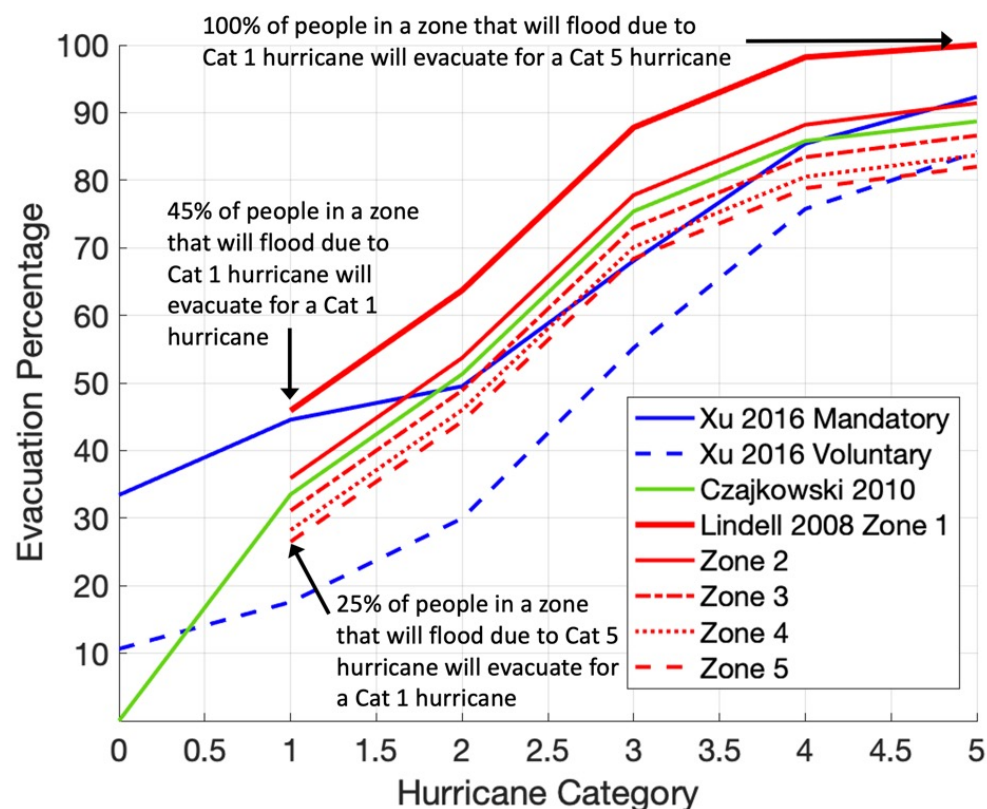 100% of people in a zone that will flood due to
Cat 1 hurricane will evacuate for a Cat 5 hurricane
100
90
80
70
60
50
40
30
20
10
Evacuation Percentage
45% of people in a zone
that will flood due to
Cat 1 hurricane will
evacuate for a Cat 1
hurricane
Xu 2016 Mandatory
Xu 2016 Voluntary
Czajkowski 2010
Lindell 2008 Zone 1
Zone 2
Zone 3
Zone 4
Zone 5
25% of people in a zone
that will flood due to Cat 5
hurricane will evacuate for
a Cat 1 hurricane
0 0.5 1 1.5 2 2.5 3 3.5 4 4.5 5
Hurricane Category